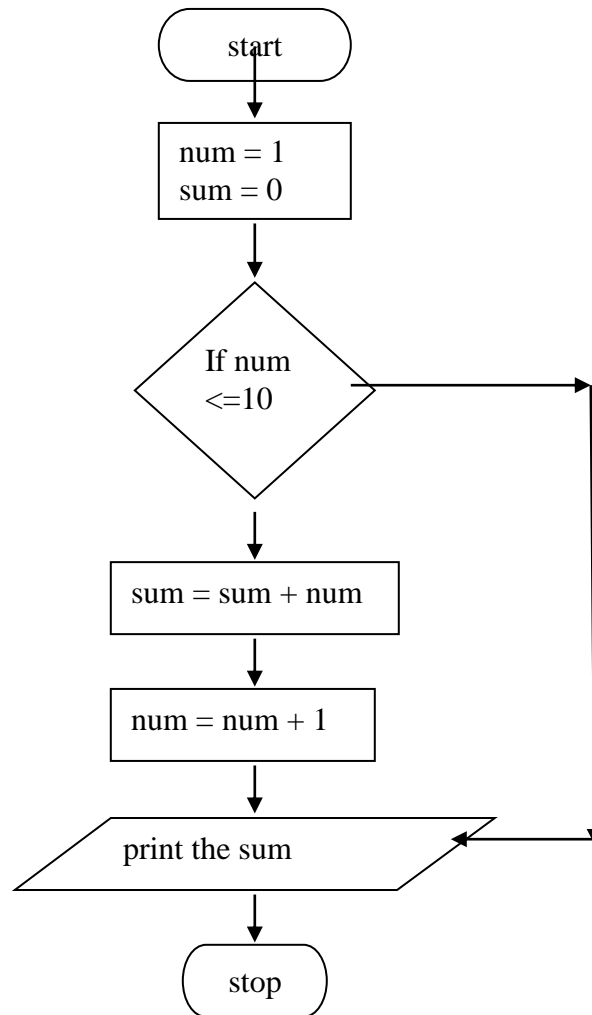 start
num = 1
sum = 0
If num
<=10
sum = sum + num
num = num + 1
print the sum
stop